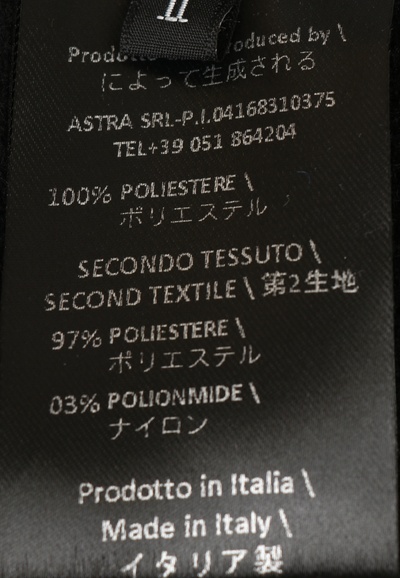 roduced by \
によって生成される
ASTRA SRL-P.I.04168310375
TEL+39 051 864204
100% POLIESTERE \
ポリエステル
SECONDO TESSUTO \
SECOND TEXTILE \ 第2生地
97% POLIESTERE \
ポリエステル
03% POLIONMIDE \
ナイロン
Prodotto in Italia \
Made in Italy \
イタリア製